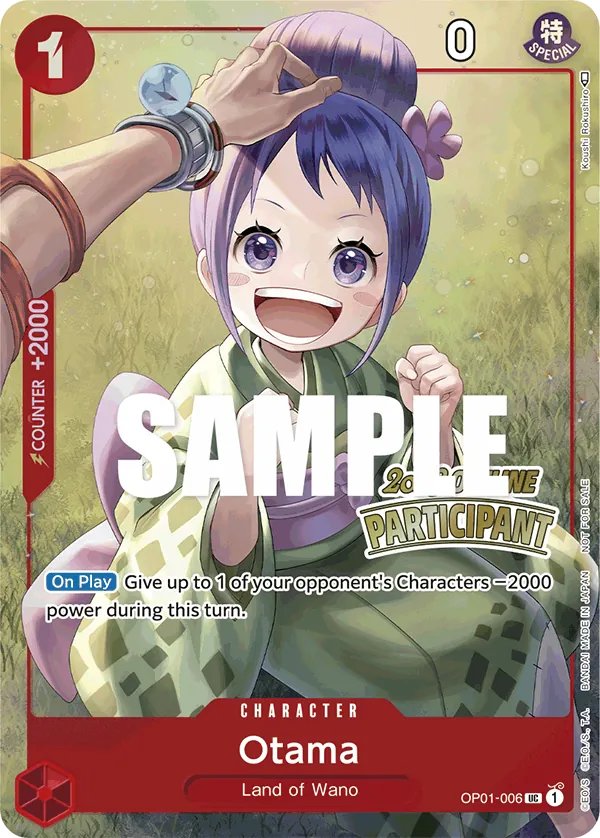 1
0
特
SPECIAL
Koushi Rokushiro
COUNTER +2000
SAMPLE
PARTICIPANT
On Play Give up to 1 of your opponent's Characters −2000
power during this turn.
CHARACTER
Otama
Land of Wano
OP01-006 UC 1
©E.O/S ©E.O./S., T.A. BANDAI MADE IN JAPAN NOT FOR SALE